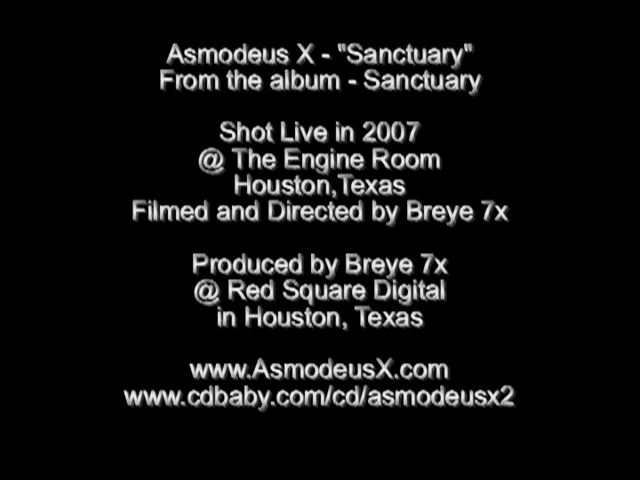 Asmodeus X - "Sanctuary"
From the album - Sanctuary
Shot Live in 2007
@ The Engine Room
Houston,Texas
Filmed and Directed by Breye 7x
Produced by Breye 7x
@ Red Square Digital
in Houston, Texas
www.AsmodeusX.com
www.cdbaby.com/cd/asmodeusx2